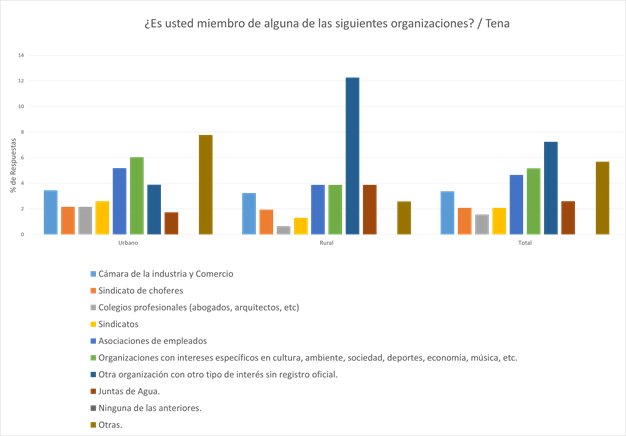 ¿Es usted miembro de alguna de las siguientes organizaciones? / Tena
14
12
10
8
6
4
2
0
% de Respuestas
Urbano Rural Total
Cámara de la industria y Comercio
Sindicato de choferes
Colegios profesionales (abogados, arquitectos, etc)
Sindicatos
Asociaciones de empleados
Organizaciones con intereses específicos en cultura, ambiente, sociedad, deportes, economía, música, etc.
Otra organización con otro tipo de interés sin registro oficial.
Juntas de Agua.
Ninguna de las anteriores.
Otras.